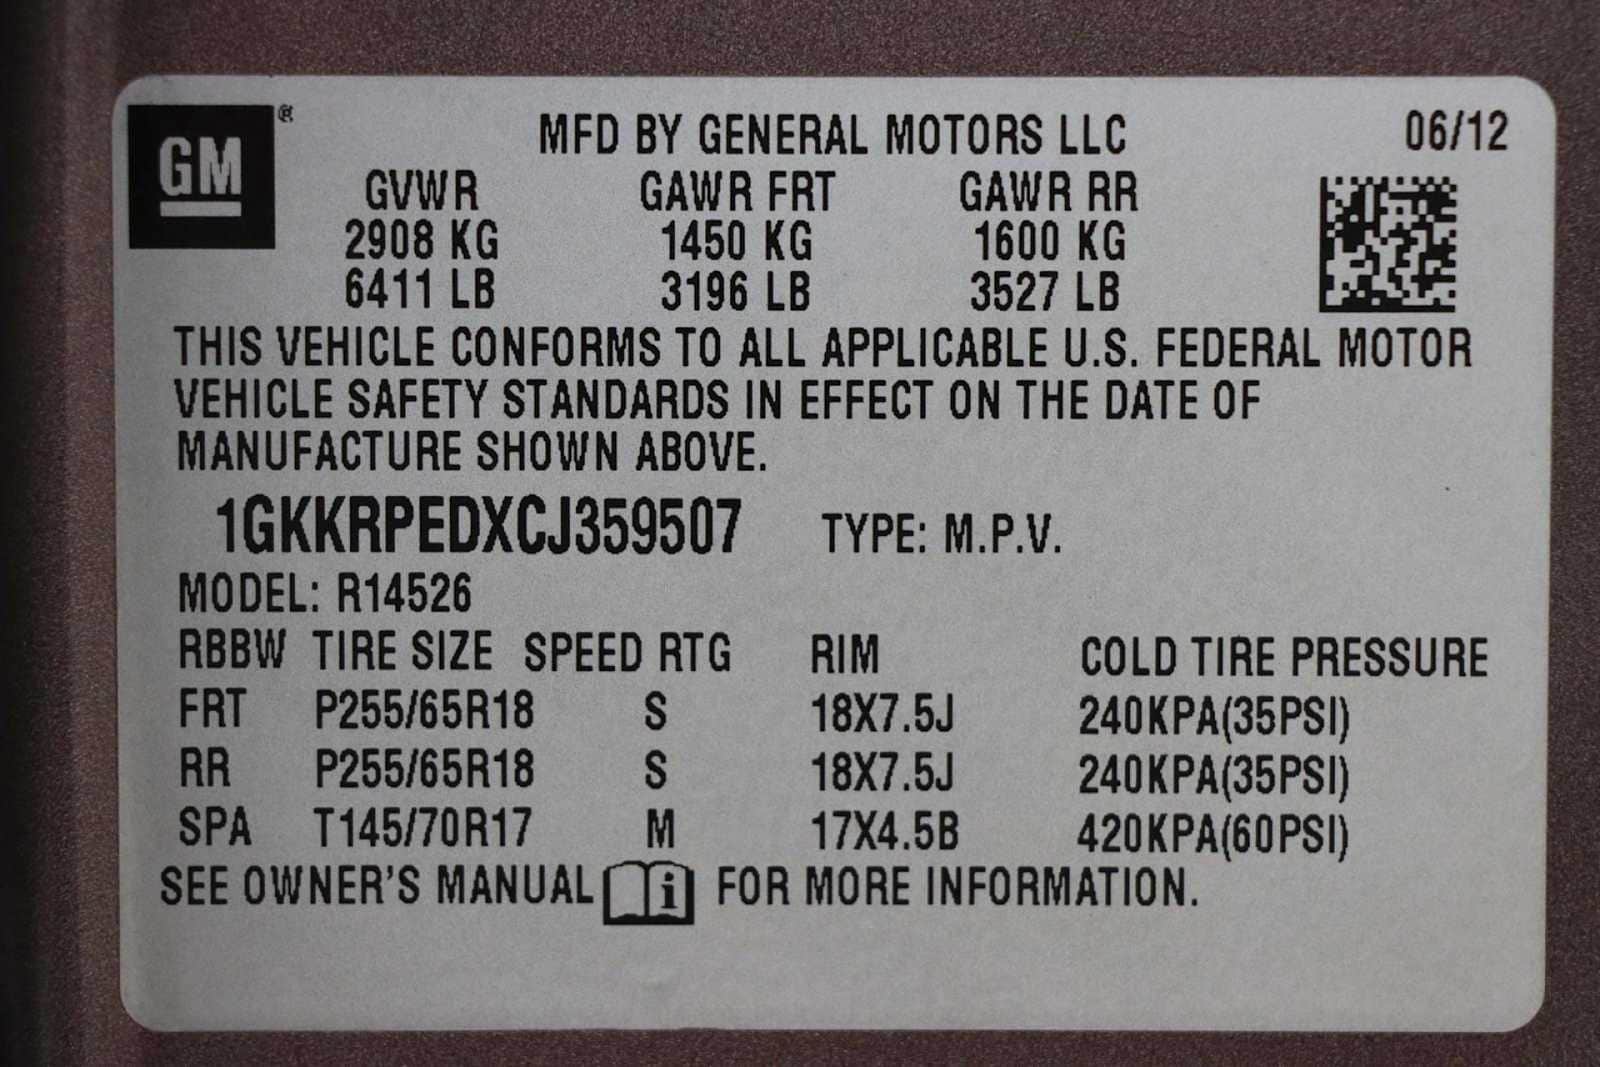 GM ®
MFD BY GENERAL MOTORS LLC 06/12
GVWR GAWR FRT GAWR RR
2908 KG 1450 KG 1600 KG
6411 LB 3196 LB 3527 LB
THIS VEHICLE CONFORMS TO ALL APPLICABLE U.S. FEDERAL MOTOR
VEHICLE SAFETY STANDARDS IN EFFECT ON THE DATE OF
MANUFACTURE SHOWN ABOVE.
1GKKRPEDXCJ359507 TYPE: M.P.V.
MODEL: R14526
RBBW TIRE SIZE SPEED RTG RIM COLD TIRE PRESSURE
FRT P255/65R18 S 18X7.5J 240KPA(35PSI)
RR P255/65R18 S 18X7.5J 240KPA(35PSI)
SPA T145/70R17 M 17X4.5B 420KPA(60PSI)
SEE OWNER'S MANUAL i FOR MORE INFORMATION.